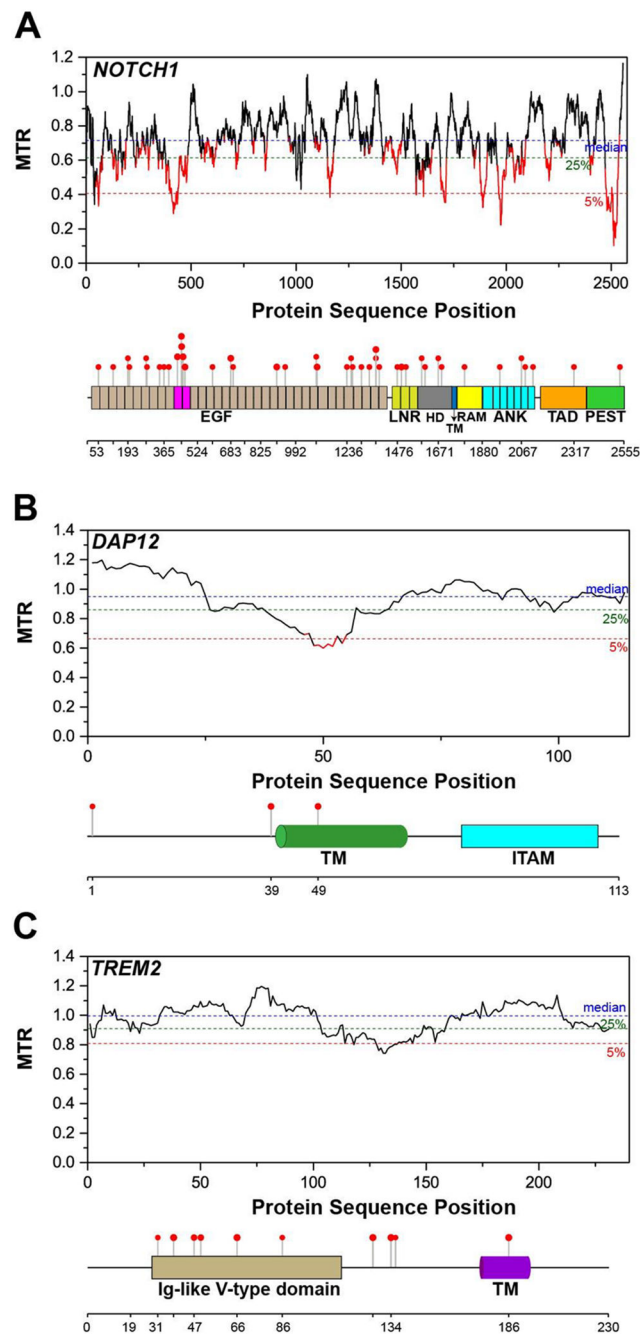 A
NOTCH1
1.2
1.0
0.8
0.6
0.4
0.2
0.0
MTR
median
25%
5%
0 500 1000 1500 2000 2500
Protein Sequence Position
EGF LNR HD TM RAM ANK TAD PEST
53 193 380 524 683 825 992 1236 1476 1671 1880 2067 2317 2555
B
DAP12
1.4
1.2
1.0
0.8
0.6
0.4
0.2
0.0
MTR
median
25%
5%
0 50 100
Protein Sequence Position
TM ITAM
1 39 49 113
C
TREM2
1.4
1.2
1.0
0.8
0.6
0.4
0.2
0.0
MTR
median
25%
5%
0 50 100 150 200
Protein Sequence Position
Ig-like V-type domain TM
0 19 31 47 66 86 134 186 230